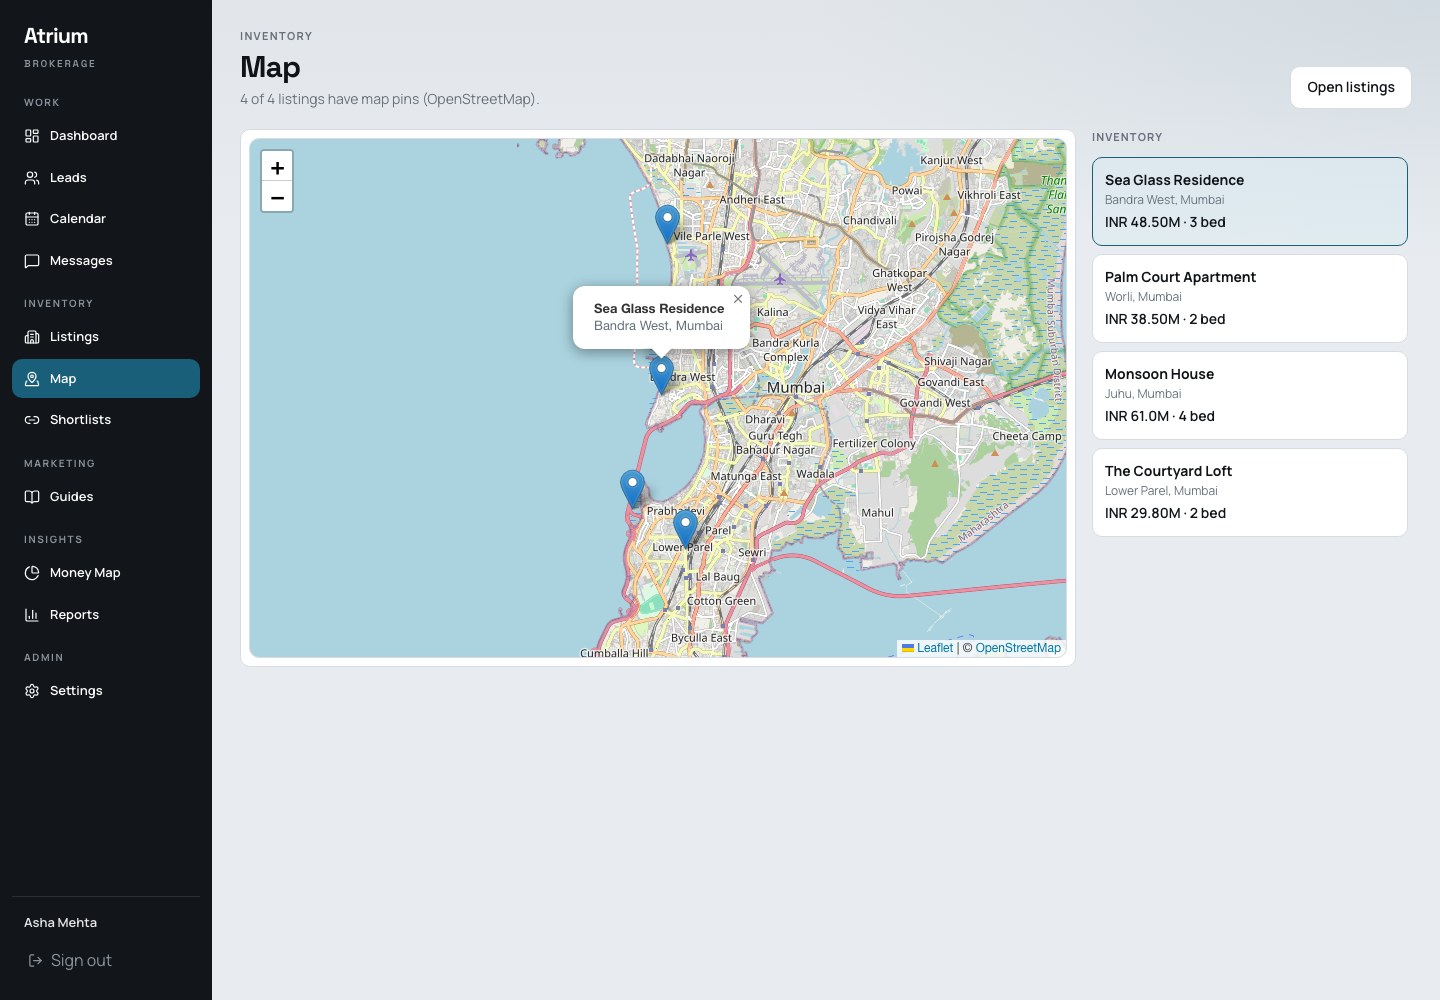 Atrium
BROKERAGE
WORK
Dashboard
Leads
Calendar
Messages
INVENTORY
Listings
Map
Shortlists
MARKETING
Guides
INSIGHTS
Money Map
Reports
ADMIN
Settings
Asha Mehta
Sign out
INVENTORY
Map
4 of 4 listings have map pins (OpenStreetMap).
Open listings
+
−
Dadabhai Naoroji
Nagar
Kanjur West
Powai
Vikhroli East
Andheri East
Chandivali
Vile Parle West
Pirojsha Godrej
Nagar
Ghatkopar
West
Sea Glass Residence
Bandra West, Mumbai
×
Kalina
Vidya Vihar
East
Bandra Kurla
Complex
Mumbai Suburban District
Shivaji Nagar
Govandi East
Mumbai
Govandi West
Dharavi
Guru Tegh
Bahadur Nagar
Fertilizer Colony
Cheeta Camp
Matunga East
Wadala
Mahul
Maharashtra
Parel
Lower Parel
Sewri
Lal Baug
Cotton Green
Byculla East
Cumballa Hill
Leaflet | © OpenStreetMap
INVENTORY
Sea Glass Residence
Bandra West, Mumbai
INR 48.50M · 3 bed
Palm Court Apartment
Worli, Mumbai
INR 38.50M · 2 bed
Monsoon House
Juhu, Mumbai
INR 61.0M · 4 bed
The Courtyard Loft
Lower Parel, Mumbai
INR 29.80M · 2 bed